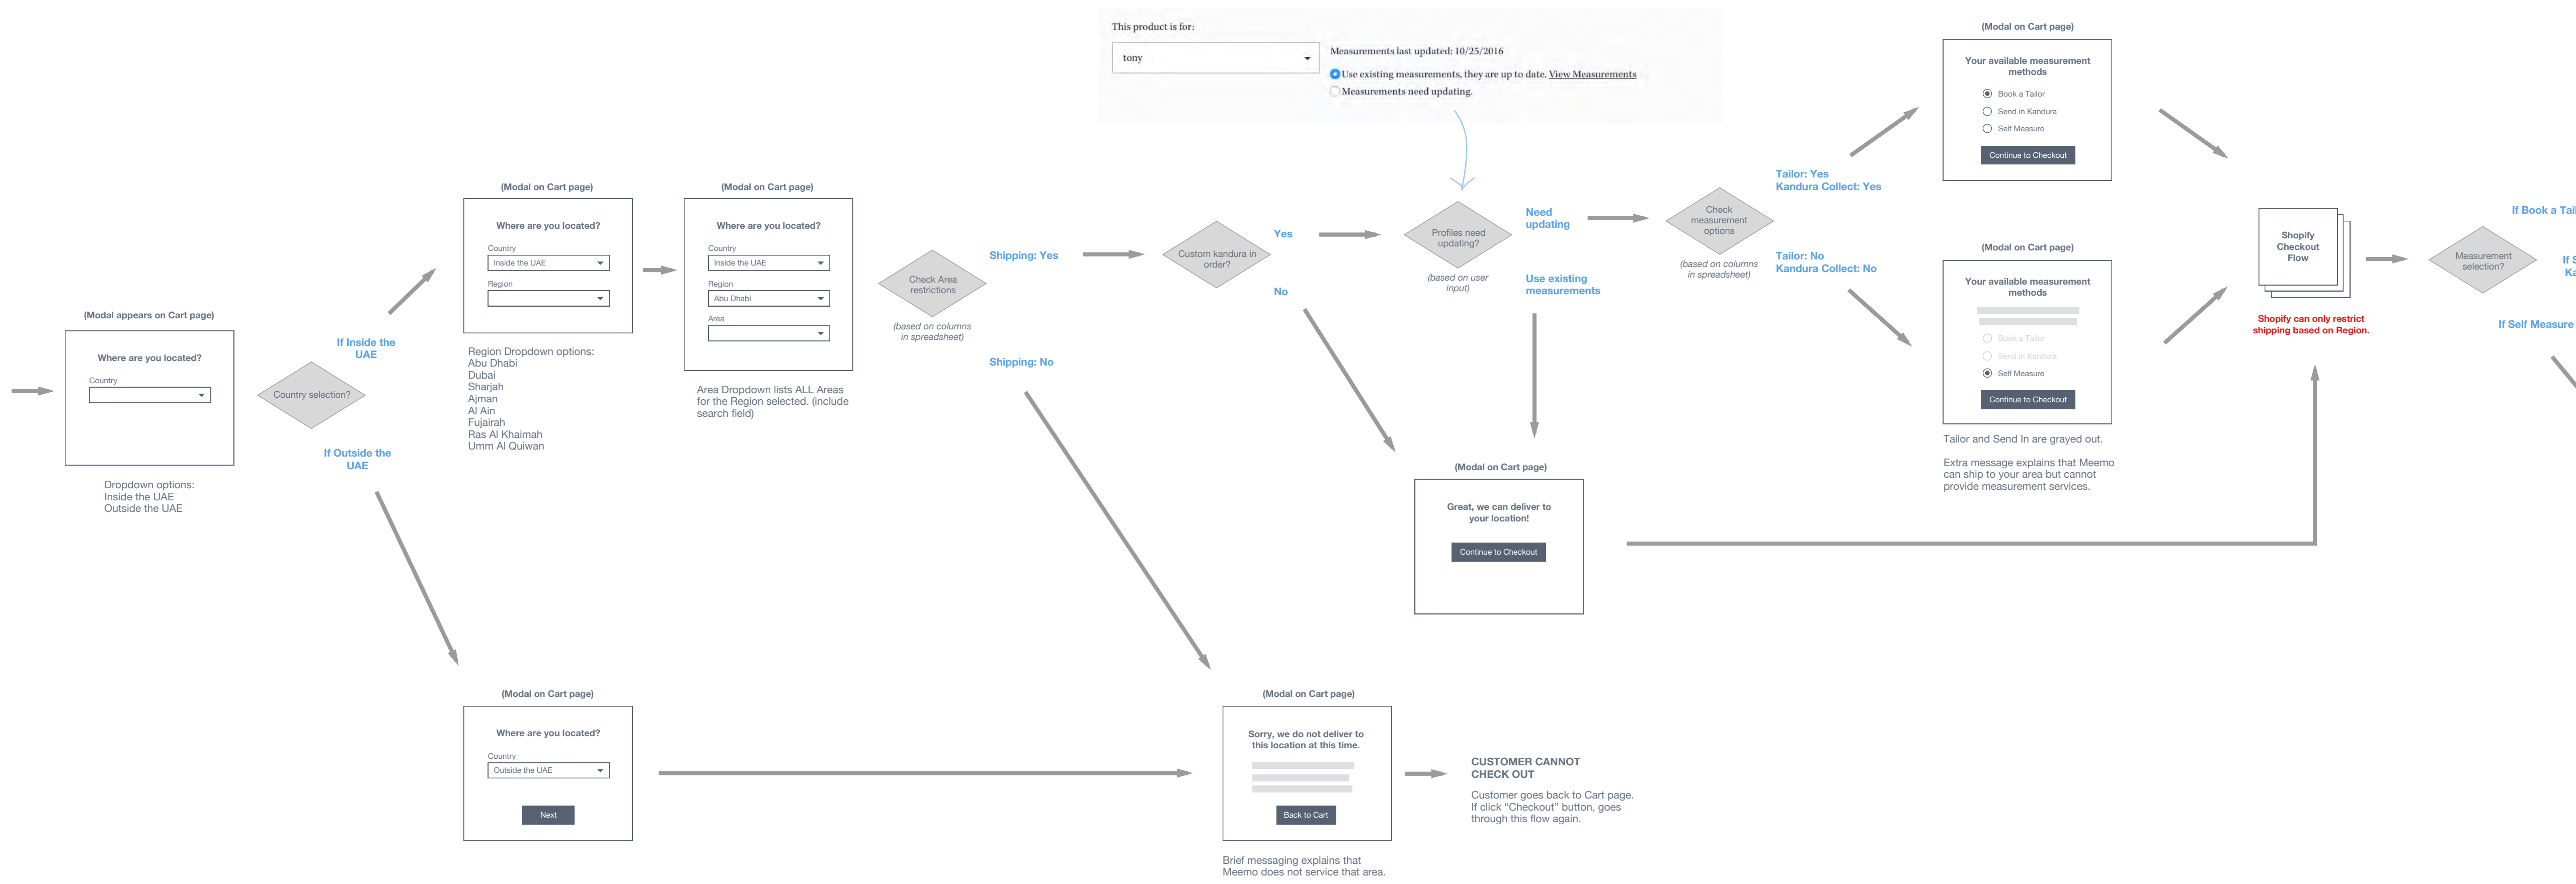 (Modal appears on Cart page)
Where are you located?
Country
Dropdown options:
Inside the UAE
Outside the UAE
Country selection?
If Inside the
UAE
If Outside the
UAE
(Modal on Cart page)
Where are you located?
Country
Inside the UAE
Region
Region Dropdown options:
Abu Dhabi
Dubai
Sharjah
Ajman
Al Ain
Fujairah
Ras Al Khaimah
Umm Al Quiwan
(Modal on Cart page)
Where are you located?
Country
Inside the UAE
Region
Abu Dhabi
Area
Area Dropdown lists ALL Areas
for the Region selected. (include
search field)
Check Area
restrictions
(based on columns
in spreadsheet)
Shipping: Yes
Shipping: No
Custom kandura in
order?
Yes
No
This product is for:
tony
Measurements last updated: 10/25/2016
Use existing measurements, they are up to date. View Measurements
Measurements need updating.
Profiles need
updating?
(based on user
input)
Need
updating
Use existing
measurements
Check
measurement
options
(based on columns
in spreadsheet)
Tailor: Yes
Kandura Collect: Yes
Tailor: No
Kandura Collect: No
(Modal on Cart page)
Your available measurement
methods
Book a Tailor
Send in Kandura
Self Measure
Continue to Checkout
(Modal on Cart page)
Your available measurement
methods
Book a Tailor
Send in Kandura
Self Measure
Continue to Checkout
Tailor and Send In are grayed out.
Extra message explains that Meemo
can ship to your area but cannot
provide measurement services.
Shopify
Checkout
Flow
Shopify can only restrict
shipping based on Region.
Measurement
selection?
If Book a Tai
If S
Ka
If Self Measure
(Modal on Cart page)
Great, we can deliver to
your location!
Continue to Checkout
(Modal on Cart page)
Where are you located?
Country
Outside the UAE
Next
(Modal on Cart page)
Sorry, we do not deliver to
this location at this time.
Back to Cart
Brief messaging explains that
Meemo does not service that area.
CUSTOMER CANNOT
CHECK OUT
Customer goes back to Cart page.
If click “Checkout” button, goes
through this flow again.